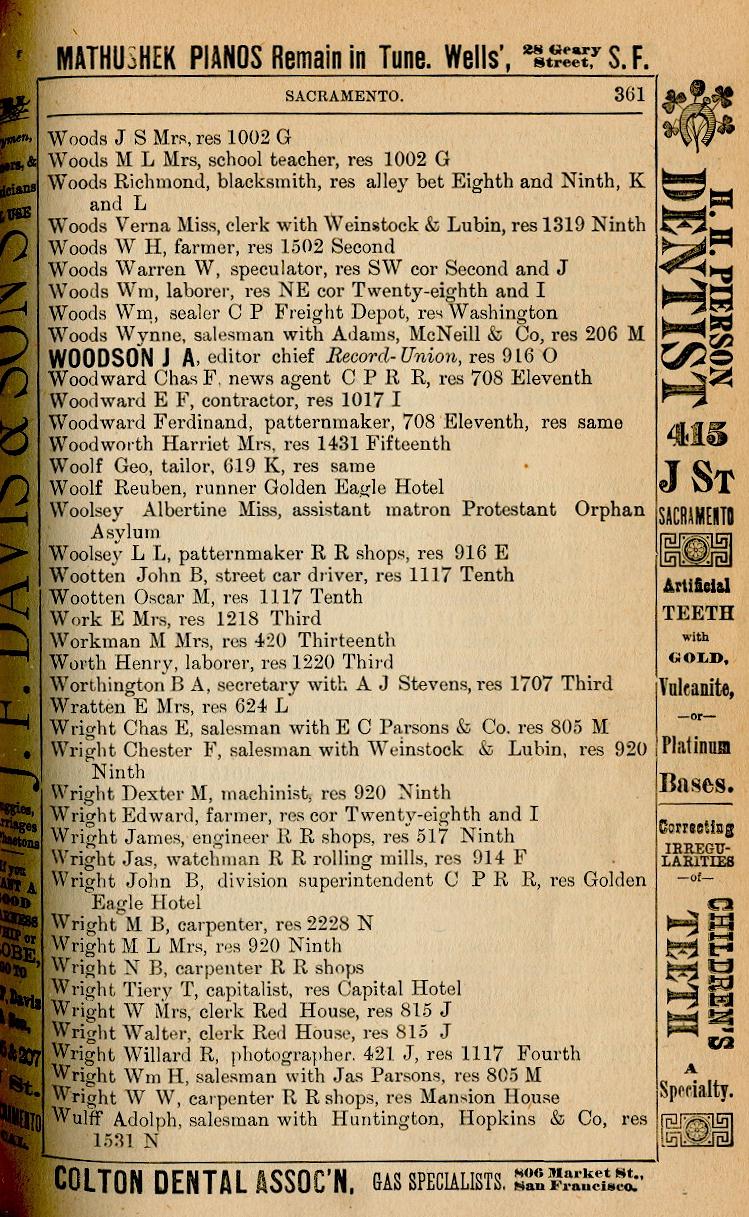 MATHUSHEK PIANOS Remain in Tune. Wells', 28 Geary Street, S. F.
SACRAMENTO. 361
Woods J S Mrs, res 1002 G
Woods M L Mrs, school teacher, res 1002 G
Woods Richmond, blacksmith, res alley bet Eighth and Ninth, K
and L
Woods Verna Miss, clerk with Weinstock & Lubin, res 1319 Ninth
Woods W H, farmer, res 1502 Second
Woods Warren W, speculator, res SW cor Second and J
Woods Wm, laborer, res NE cor Twenty-eighth and I
Woods Wm, sealer C P Freight Depot, res Washington
Woods Wynne, salesman with Adams, McNeill & Co, res 206 M
WOODSON J A, editor chief Record-Union, res 916 O
Woodward Chas F, news agent C P R R, res 708 Eleventh
Woodward E F, contractor, res 1017 I
Woodward Ferdinand, patternmaker, 708 Eleventh, res same
Woodworth Harriet Mrs, res 1431 Fifteenth
Woolf Geo, tailor, 619 K, res same
Woolf Reuben, runner Golden Eagle Hotel
Woolsey Albertine Miss, assistant matron Protestant Orphan
Asylum
Woolsey L L, patternmaker R R shops, res 916 E
Wootten John B, street car driver, res 1117 Tenth
Wootten Oscar M, res 1117 Tenth
Work E Mrs, res 1218 Third
Workman M Mrs, res 420 Thirteenth
Worth Henry, laborer, res 1220 Third
Worthington B A, secretary with A J Stevens, res 1707 Third
Wratten E Mrs, res 624 L
Wright Chas E, salesman with E C Parsons & Co. res 805 M
Wright Chester F, salesman with Weinstock & Lubin, res 920
Ninth
Wright Dexter M, machinist, res 920 Ninth
Wright Edward, farmer, res cor Twenty-eighth and I
Wright James, engineer R R shops, res 517 Ninth
Wright Jas, watchman R R rolling mills, res 914 F
Wright John B, division superintendent C P R R, res Golden
Eagle Hotel
Wright M B, carpenter, res 2228 N
Wright M L Mrs, res 920 Ninth
Wright N B, carpenter R R shops
Wright Tiery T, capitalist, res Capital Hotel
Wright W Mrs, clerk Red House, res 815 J
Wright Walter, clerk Red House, res 815 J
Wright Willard R, photographer. 421 J, res 1117 Fourth
Wright Wm H, salesman with Jas Parsons, res 805 M
Wright W W, carpenter R R shops, res Mansion House
Wulff Adolph, salesman with Huntington, Hopkins & Co, res
1531 N
COLTON DENTAL ASSOC'N, GAS SPECIALISTS. 806 Market St., San Francisco.
H. H. PIERSON
DENTIST
415
J ST
SACRAMENTO
Artificial
TEETH
with
GOLD,
Vulcanite,
—or—
Platinum
Bases.
Correcting
IRREGU-
LARITIES
—of—
CHILDREN'S
TEETH
A
Specialty.
J. F. DAVIS & SON'S